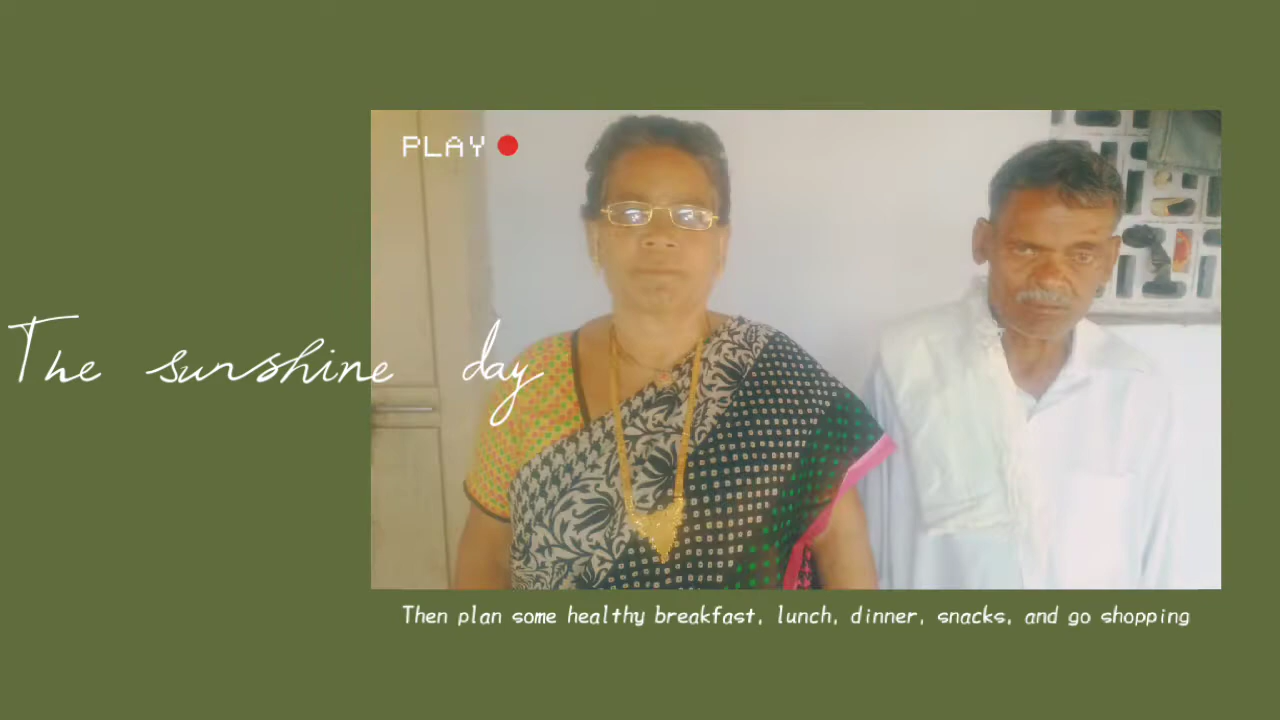 PLAY
The sunshine day
Then plan some healthy breakfast, lunch, dinner, snacks, and go shopping